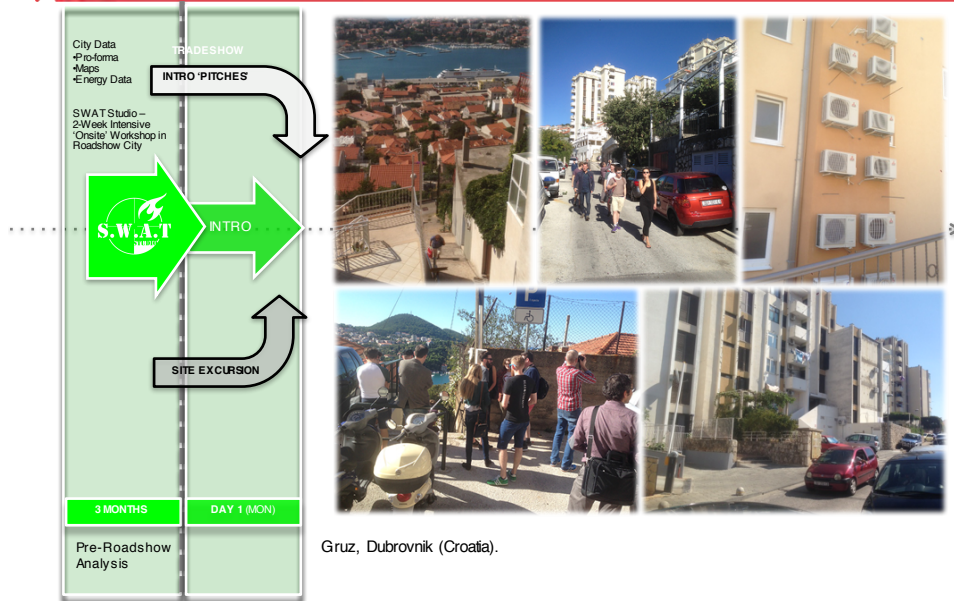 City Data
•Pro-forma
•Maps
•Energy Data
SWAT Studio –
2-Week Intensive
'Onsite' Workshop in
Roadshow City
TRADESHOW
INTRO 'PITCHES'
S.W.A.T
STUDIO
INTRO
SITE EXCURSION
3 MONTHS
DAY 1 (MON)
Pre-Roadshow
Analysis
P
Gruz, Dubrovnik (Croatia).